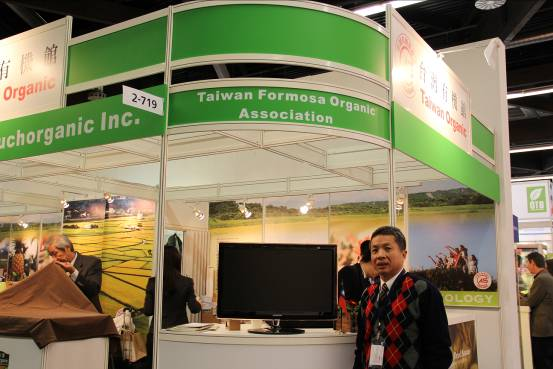 有機館
Organic
2-719
uchorganic Inc.
Taiwan Formosa Organic
Association
台灣有機館
Taiwan Organic
OLOGY
OTB